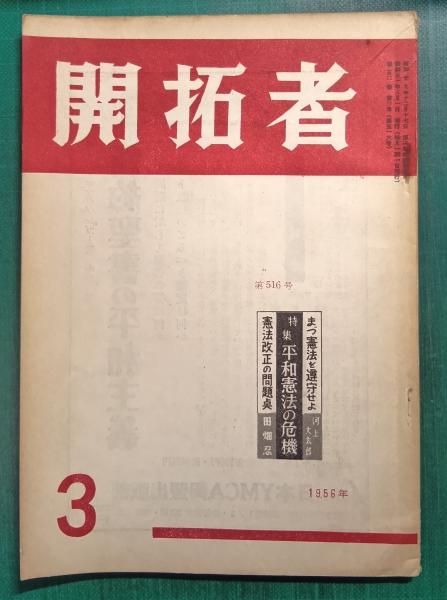 開拓者
第516号
まづ憲法を遵守せよ 河上丈太郎
特集 平和憲法の危機
憲法改正の問題点 田畑忍
3
1956年